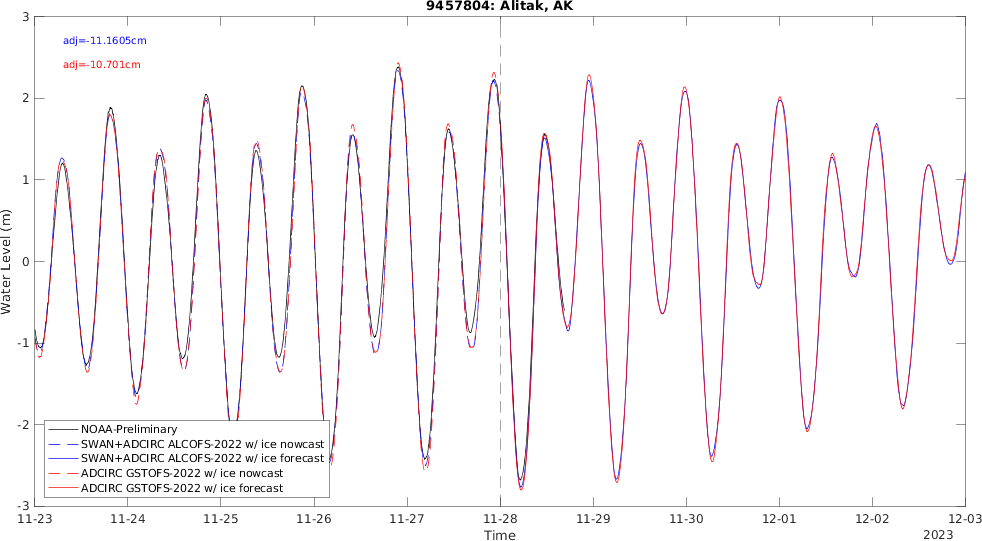 9457804: Alitak, AK
adj=-11.1605cm
adj=-10.701cm
Water Level (m)
3
2
1
0
-1
-2
-3
NOAA-Preliminary
SWAN+ADCIRC ALCOFS-2022 w/ ice nowcast
SWAN+ADCIRC ALCOFS-2022 w/ ice forecast
ADCIRC GSTOFS-2022 w/ ice nowcast
ADCIRC GSTOFS-2022 w/ ice forecast
11-23 11-24 11-25 11-26 11-27 11-28 11-29 11-30 12-01 12-02 12-03
Time
2023